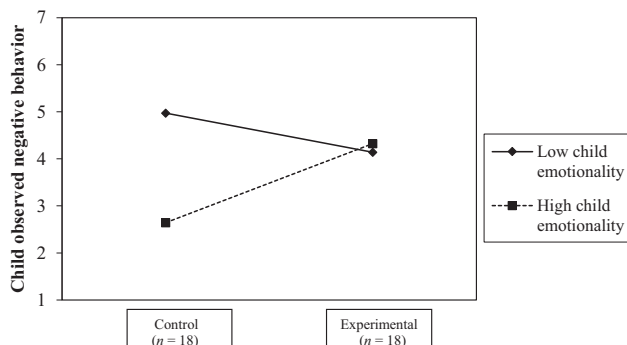 Child observed negative behavior
7
6
5
4
3
2
1
Low child
emotionality
High child
emotionality
Control
(n = 18)
Experimental
(n = 18)